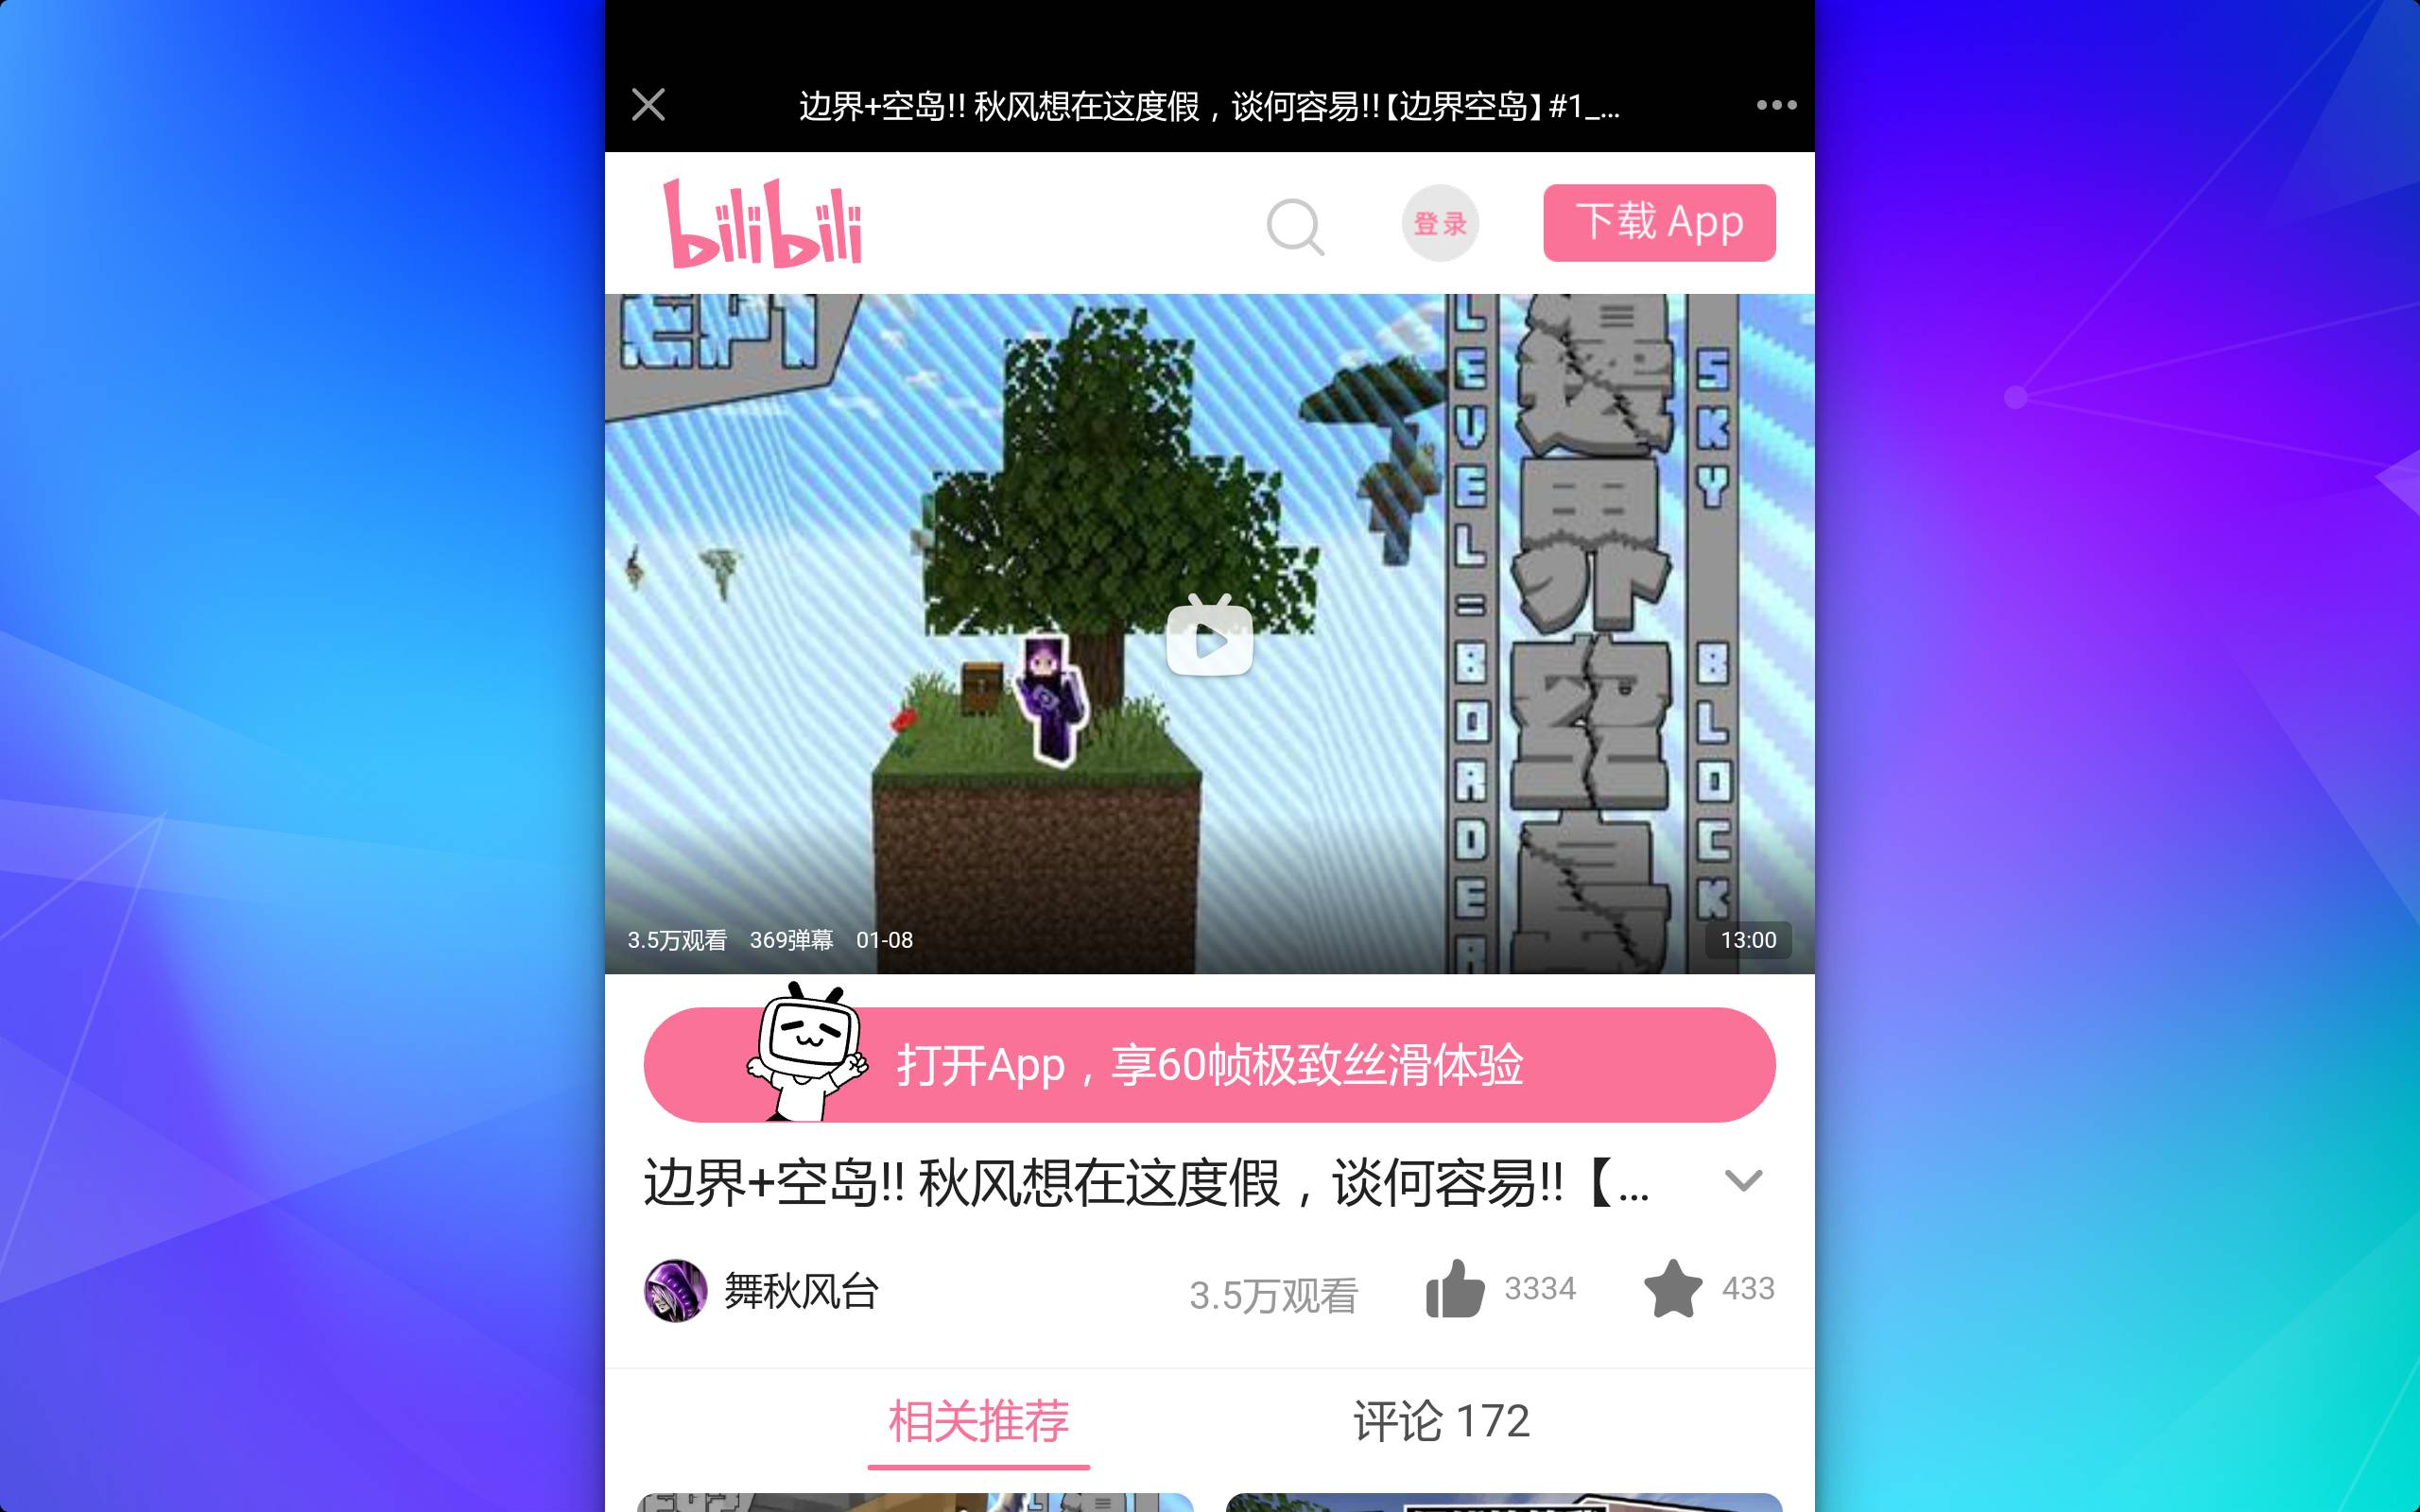 边界+空岛!! 秋风想在这度假，谈何容易!!【边界空岛】#1_...
bilibili
登录
下载 App
EP1
LEVEL=BORDER
边界空岛
SKY BLOCK
3.5万观看 369弹幕 01-08
13:00
打开App，享60帧极致丝滑体验
边界+空岛!! 秋风想在这度假，谈何容易!!【...
舞秋风台
3.5万观看
3334
433
相关推荐
评论 172